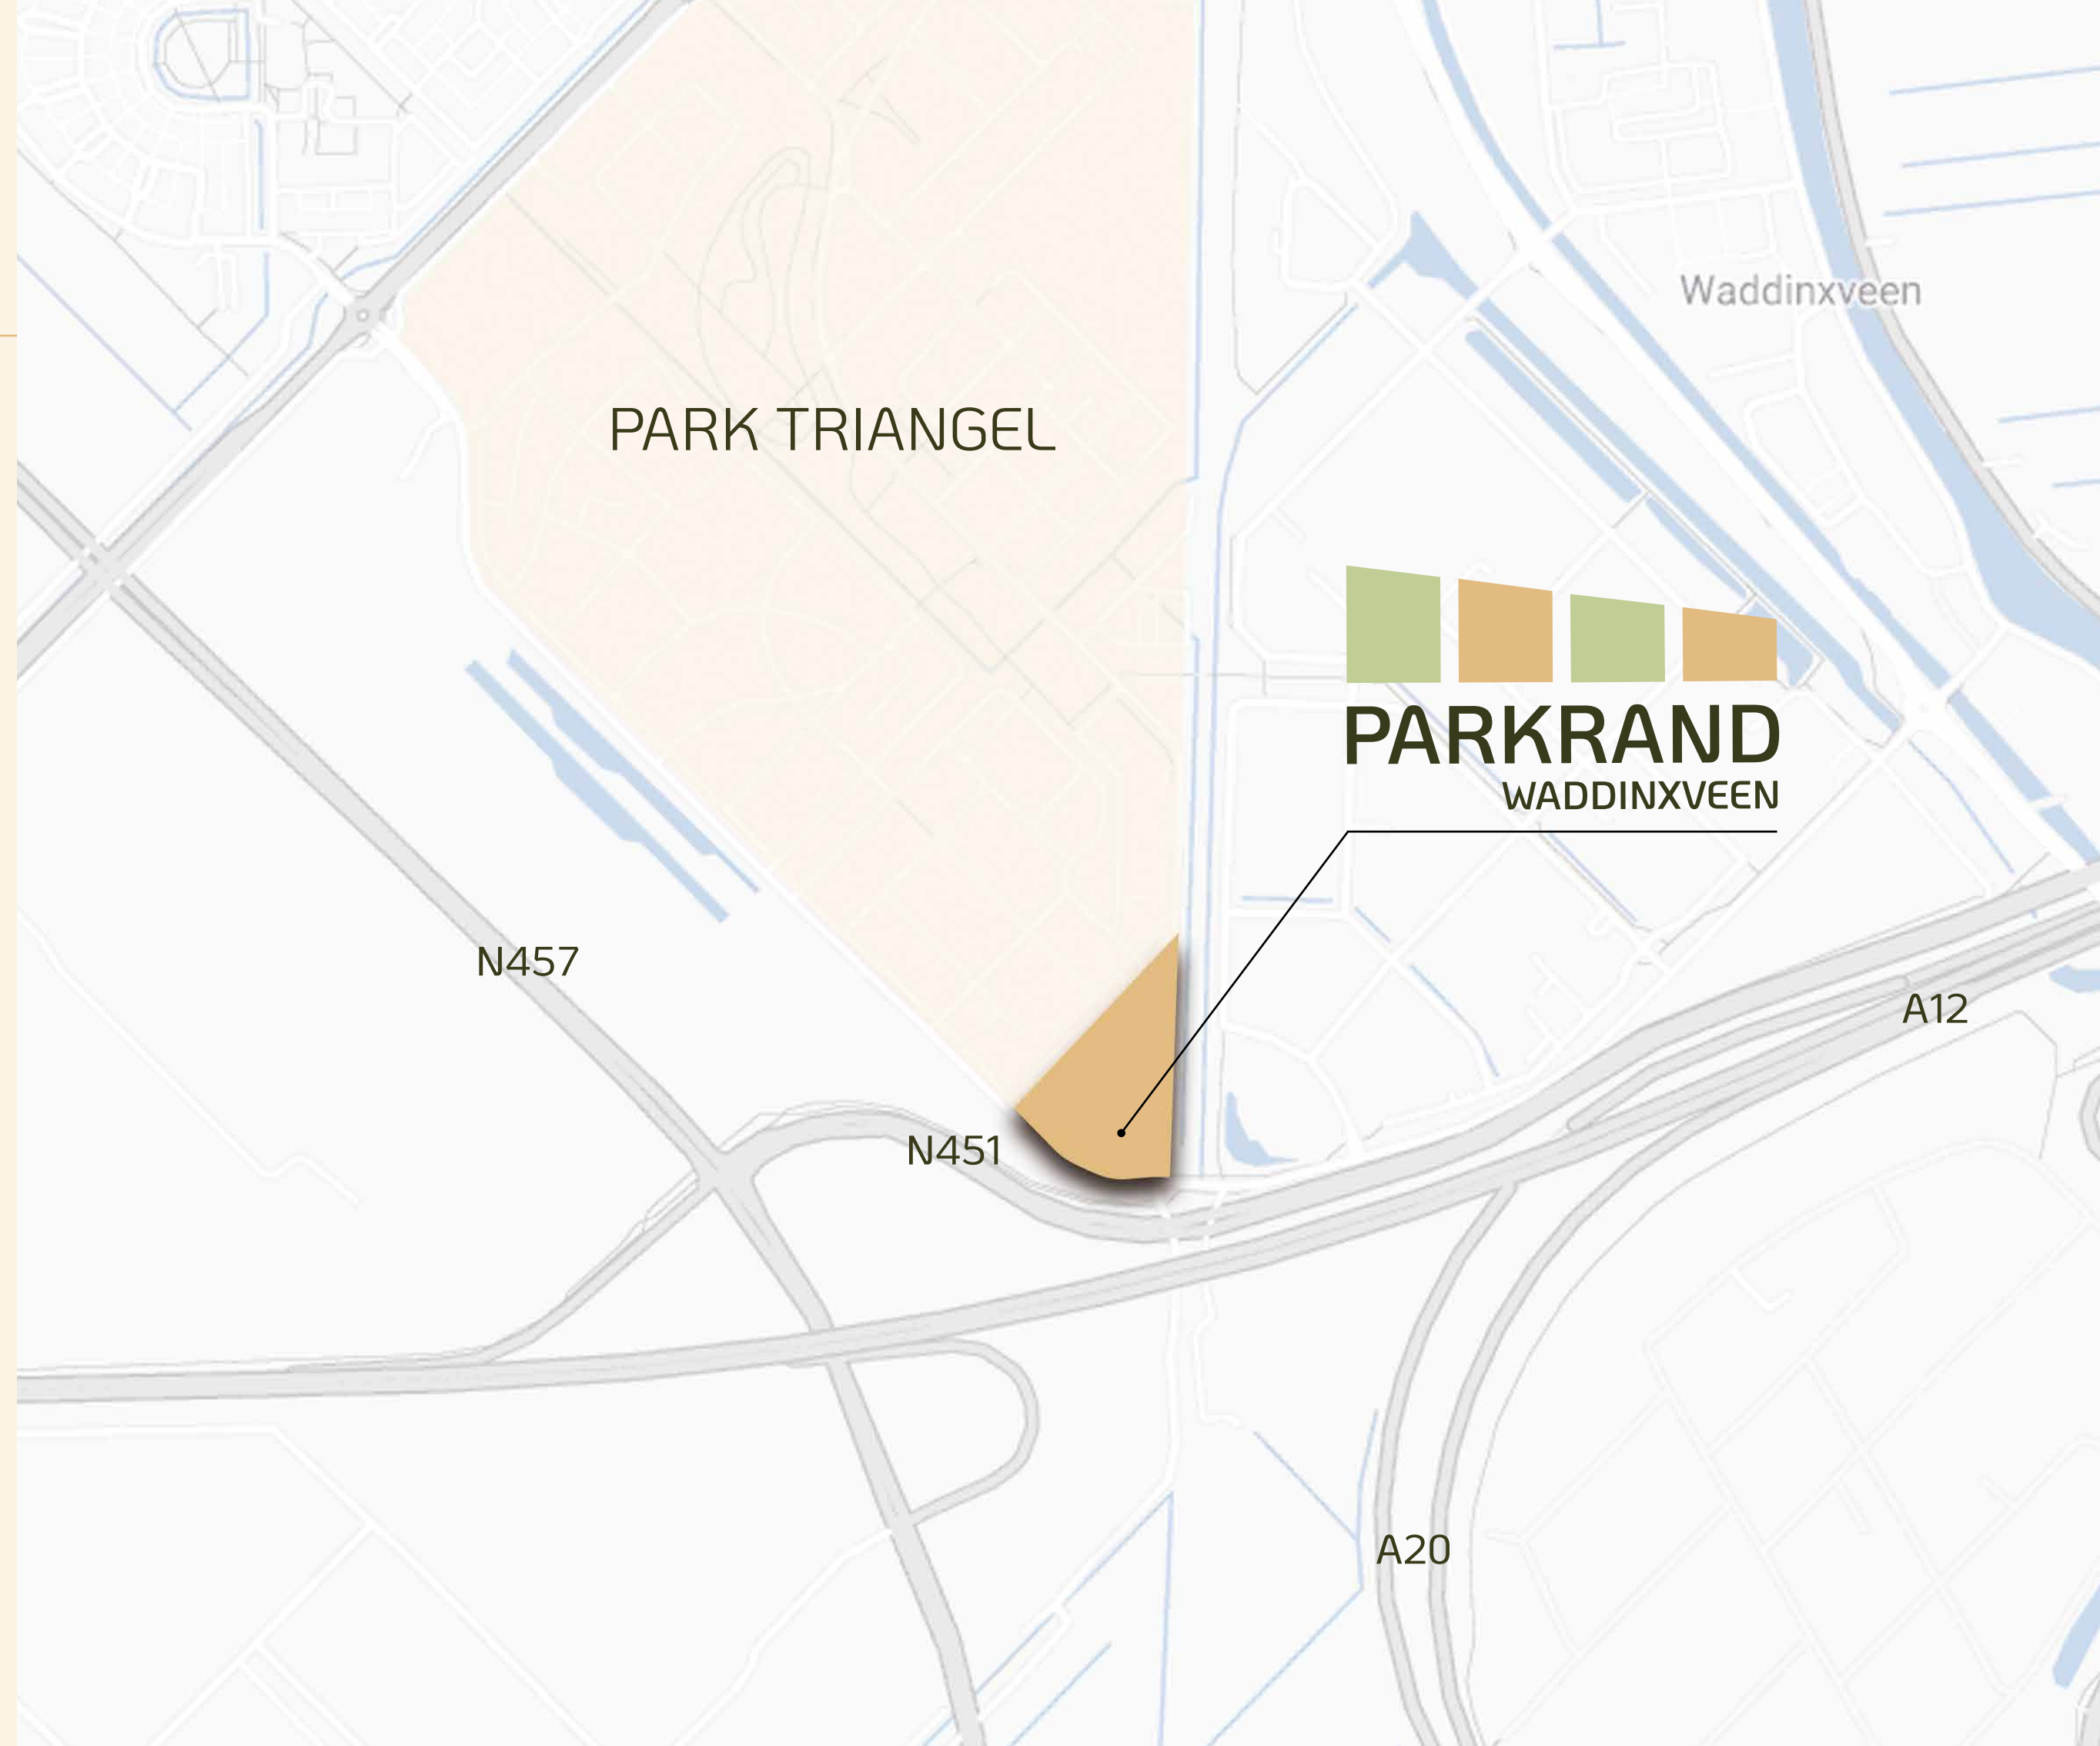 Waddinxveen
PARK TRIANGEL
PARKRAND
WADDINXVEEN
N457
A12
N451
A20